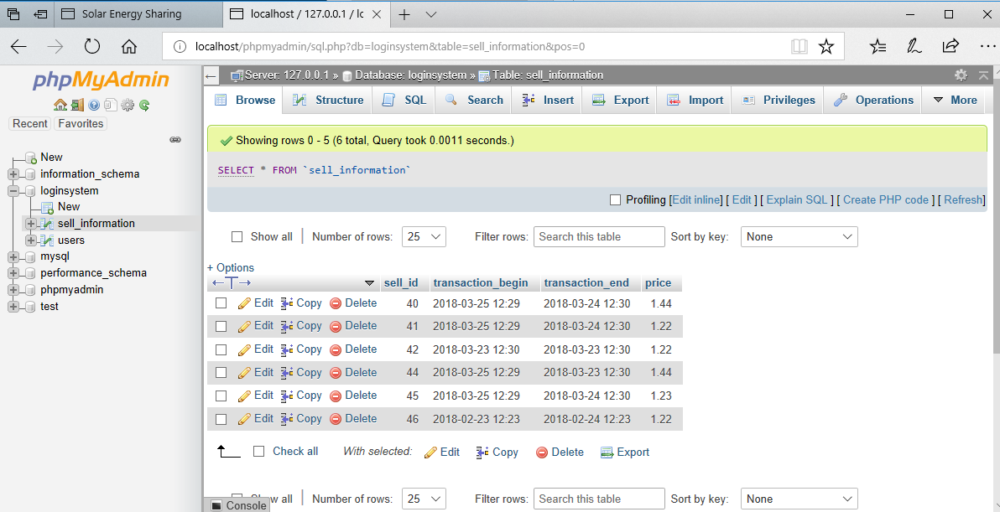 Solar Energy Sharing
localhost / 127.0.0.1 / lc
localhost/phpmyadmin/sql.php?db=loginsystem&table=sell_information&pos=0
phpMyAdmin
Recent Favorites
New
information_schema
loginsystem
New
sell_information
users
mysql
performance_schema
phpmyadmin
test
Server: 127.0.0.1 » Database: loginsystem » Table: sell_information
Browse Structure SQL Search Insert Export Import Privileges Operations More
Showing rows 0 - 5 (6 total, Query took 0.0011 seconds.)
SELECT * FROM `sell_information`
Profiling [Edit inline] [ Edit ] [ Explain SQL ] [ Create PHP code ] [ Refresh]
Show all | Number of rows: 25 Filter rows: Search this table Sort by key: None
+ Options
←T→ sell_id transaction_begin transaction_end price
Edit Copy Delete 40 2018-03-25 12:29 2018-03-24 12:30 1.44
Edit Copy Delete 41 2018-03-25 12:29 2018-03-23 12:30 1.22
Edit Copy Delete 42 2018-03-23 12:30 2018-03-23 12:30 1.22
Edit Copy Delete 44 2018-03-25 12:29 2018-03-23 12:30 1.44
Edit Copy Delete 45 2018-03-25 12:29 2018-03-24 12:30 1.23
Edit Copy Delete 46 2018-02-23 12:23 2018-02-24 12:23 1.22
Check all With selected: Edit Copy Delete Export
all | Number of rows: 25 Filter rows: Search this table Sort by key: None
Console